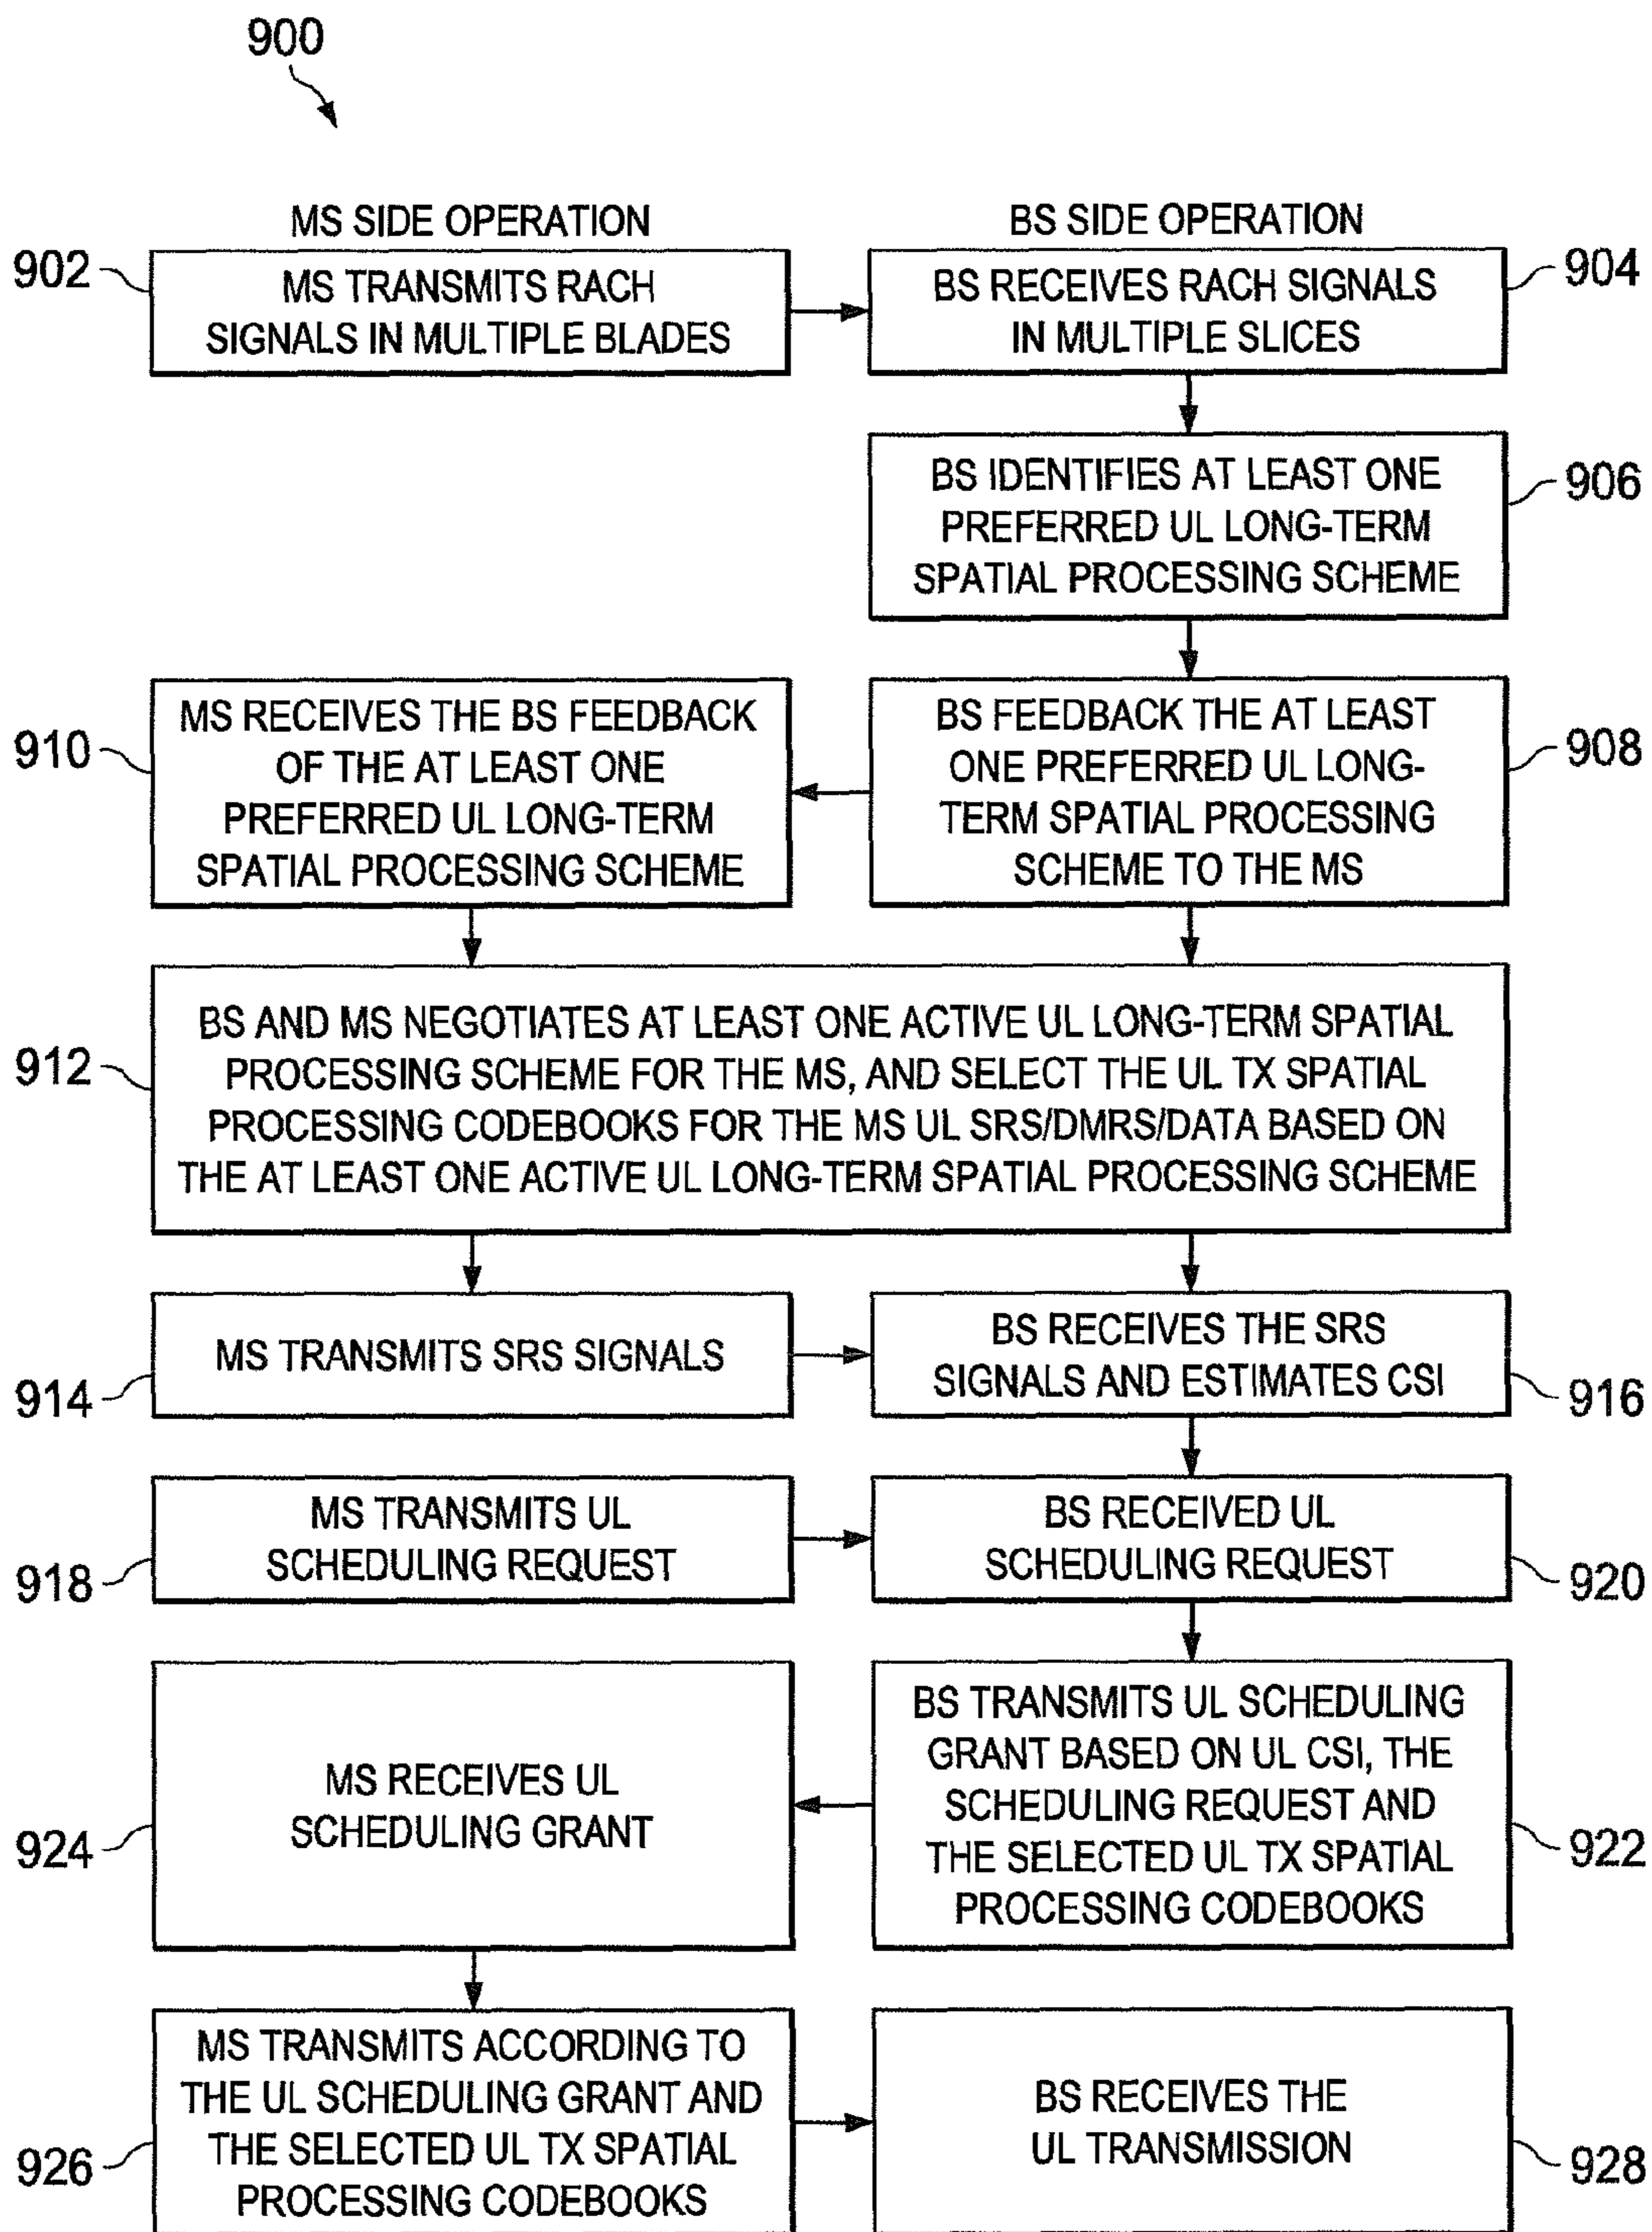 900
MS SIDE OPERATION
BS SIDE OPERATION
902
MS TRANSMITS RACH
SIGNALS IN MULTIPLE BLADES
BS RECEIVES RACH SIGNALS
IN MULTIPLE SLICES
904
BS IDENTIFIES AT LEAST ONE
PREFERRED UL LONG-TERM
SPATIAL PROCESSING SCHEME
906
BS FEEDBACK THE AT LEAST
ONE PREFERRED UL LONG-
TERM SPATIAL PROCESSING
SCHEME TO THE MS
908
910
MS RECEIVES THE BS FEEDBACK
OF THE AT LEAST ONE
PREFERRED UL LONG-TERM
SPATIAL PROCESSING SCHEME
912
BS AND MS NEGOTIATES AT LEAST ONE ACTIVE UL LONG-TERM SPATIAL
PROCESSING SCHEME FOR THE MS, AND SELECT THE UL TX SPATIAL
PROCESSING CODEBOOKS FOR THE MS UL SRS/DMRS/DATA BASED ON
THE AT LEAST ONE ACTIVE UL LONG-TERM SPATIAL PROCESSING SCHEME
914
MS TRANSMITS SRS SIGNALS
BS RECEIVES THE SRS
SIGNALS AND ESTIMATES CSI
916
918
MS TRANSMITS UL
SCHEDULING REQUEST
BS RECEIVED UL
SCHEDULING REQUEST
920
BS TRANSMITS UL SCHEDULING
GRANT BASED ON UL CSI, THE
SCHEDULING REQUEST AND
THE SELECTED UL TX SPATIAL
PROCESSING CODEBOOKS
922
924
MS RECEIVES UL
SCHEDULING GRANT
926
MS TRANSMITS ACCORDING TO
THE UL SCHEDULING GRANT AND
THE SELECTED UL TX SPATIAL
PROCESSING CODEBOOKS
BS RECEIVES THE
UL TRANSMISSION
928